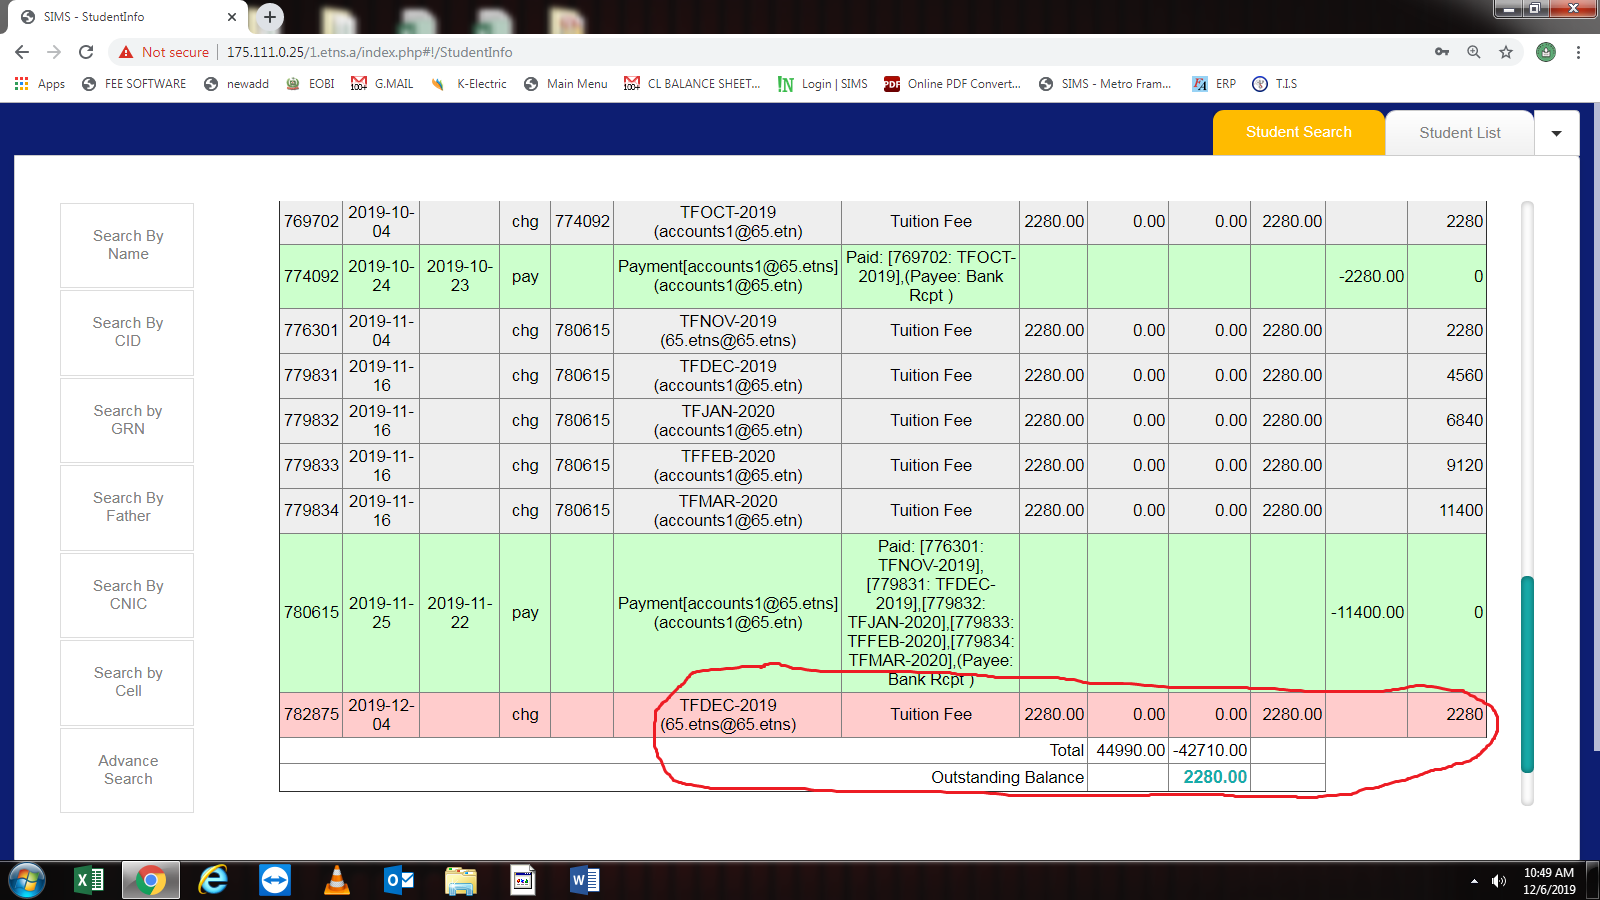 SIMS - StudentInfo
Not secure 175.111.0.25/1.etns.a/index.php#!/StudentInfo
Apps FEE SOFTWARE newadd EOBI G.MAIL K-Electric Main Menu CL BALANCE SHEET... Login | SIMS Online PDF Convert... SIMS - Metro Fram... ERP T.I.S
Student Search Student List
Search By
Name
Search By
CID
Search by
GRN
Search By
Father
Search By
CNIC
Search by
Cell
Advance
Search
769702 2019-10-04 chg 774092 TFOCT-2019 (accounts1@65.etn) Tuition Fee 2280.00 0.00 0.00 2280.00 2280
774092 2019-10-24 2019-10-23 pay Payment[accounts1@65.etns] (accounts1@65.etn) Paid: [769702: TFOCT-2019],(Payee: Bank Rcpt ) -2280.00 0
776301 2019-11-04 chg 780615 TFNOV-2019 (65.etns@65.etns) Tuition Fee 2280.00 0.00 0.00 2280.00 2280
779831 2019-11-16 chg 780615 TFDEC-2019 (accounts1@65.etn) Tuition Fee 2280.00 0.00 0.00 2280.00 4560
779832 2019-11-16 chg 780615 TFJAN-2020 (accounts1@65.etn) Tuition Fee 2280.00 0.00 0.00 2280.00 6840
779833 2019-11-16 chg 780615 TFFEB-2020 (accounts1@65.etn) Tuition Fee 2280.00 0.00 0.00 2280.00 9120
779834 2019-11-16 chg 780615 TFMAR-2020 (accounts1@65.etn) Tuition Fee 2280.00 0.00 0.00 2280.00 11400
780615 2019-11-25 2019-11-22 pay Payment[accounts1@65.etns] (accounts1@65.etn) Paid: [776301: TFNOV-2019],[779831: TFDEC-2019],[779832: TFJAN-2020],[779833: TFFEB-2020],[779834: TFMAR-2020],(Payee: Bank Rcpt ) -11400.00 0
782875 2019-12-04 chg TFDEC-2019 (65.etns@65.etns) Tuition Fee 2280.00 0.00 0.00 2280.00 2280
Total 44990.00 -42710.00
Outstanding Balance 2280.00
10:49 AM
12/6/2019